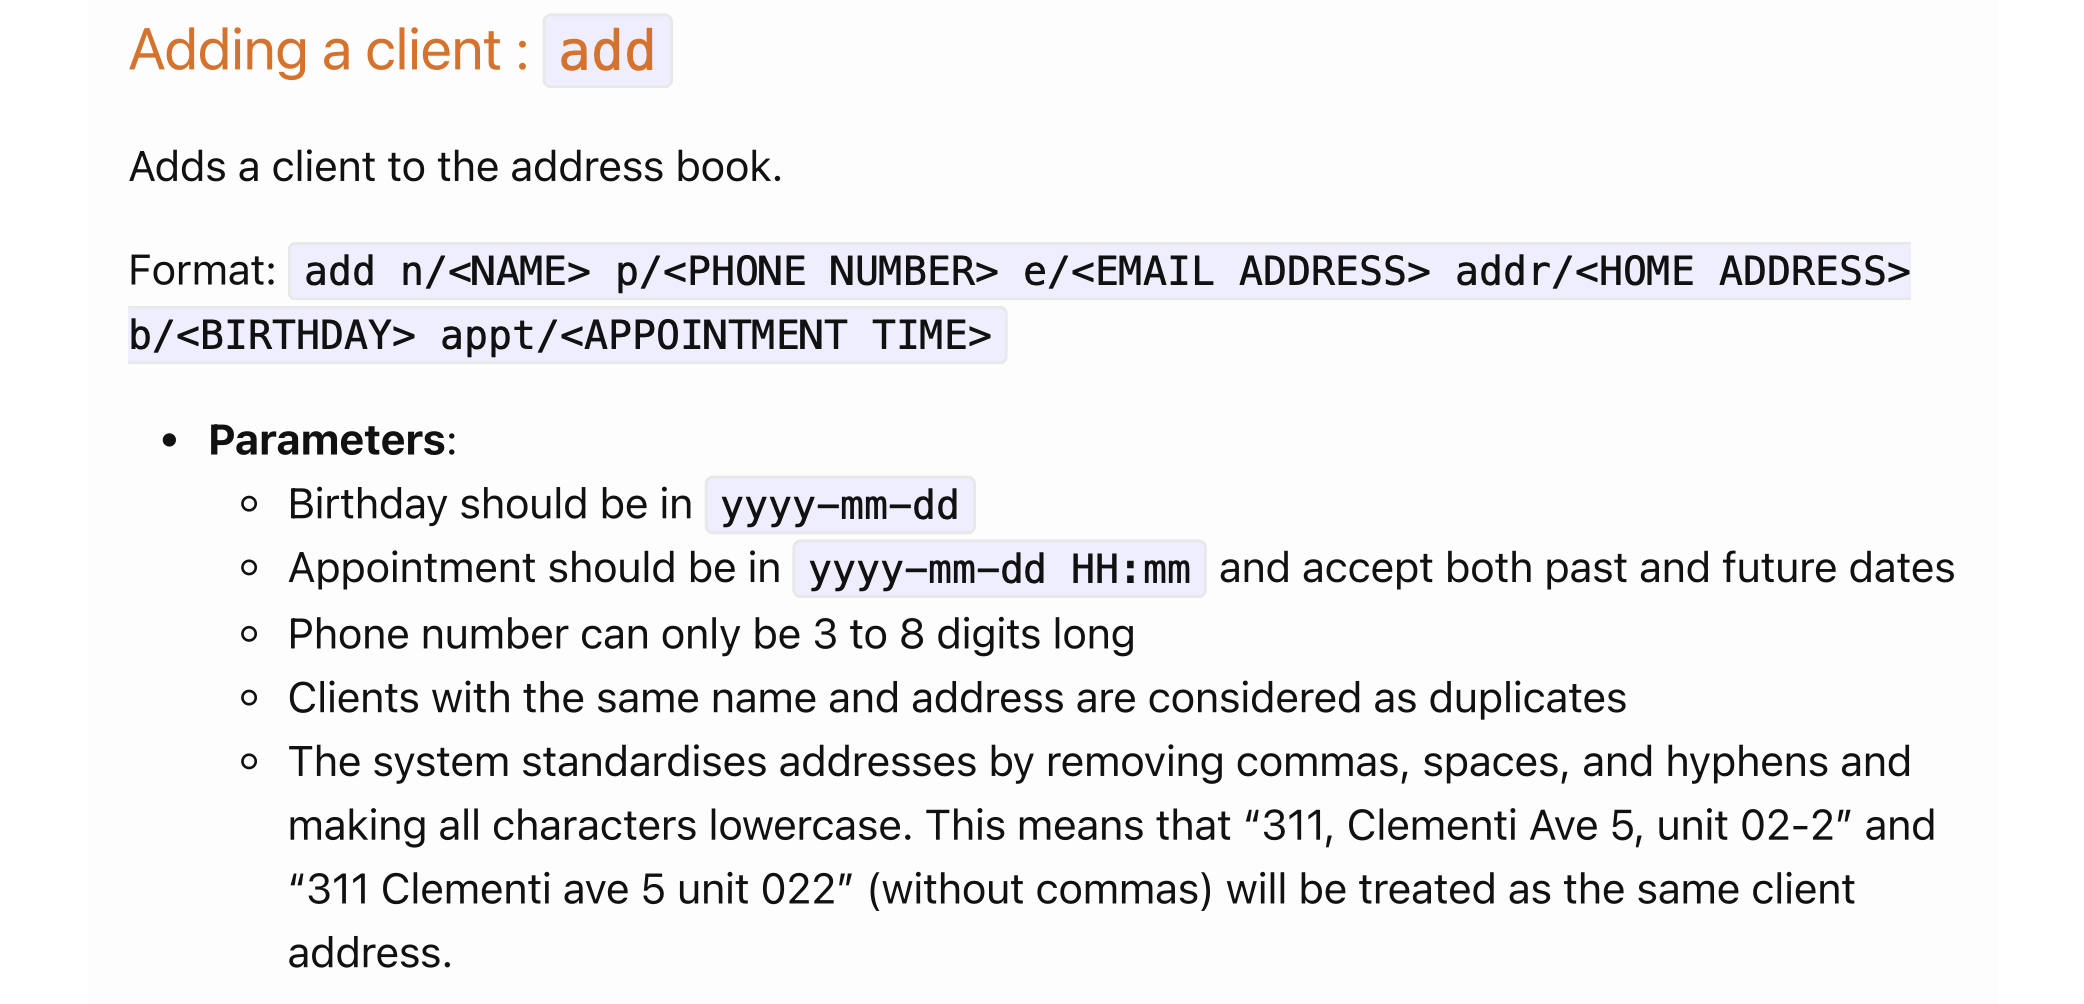 Adding a client : add
Adds a client to the address book.
Format: add n/<NAME> p/<PHONE NUMBER> e/<EMAIL ADDRESS> addr/<HOME ADDRESS>
b/<BIRTHDAY> appt/<APPOINTMENT TIME>
• Parameters:
◦ Birthday should be in yyyy-mm-dd
◦ Appointment should be in yyyy-mm-dd HH:mm and accept both past and future dates
◦ Phone number can only be 3 to 8 digits long
◦ Clients with the same name and address are considered as duplicates
◦ The system standardises addresses by removing commas, spaces, and hyphens and
making all characters lowercase. This means that “311, Clementi Ave 5, unit 02-2” and
“311 Clementi ave 5 unit 022” (without commas) will be treated as the same client
address.